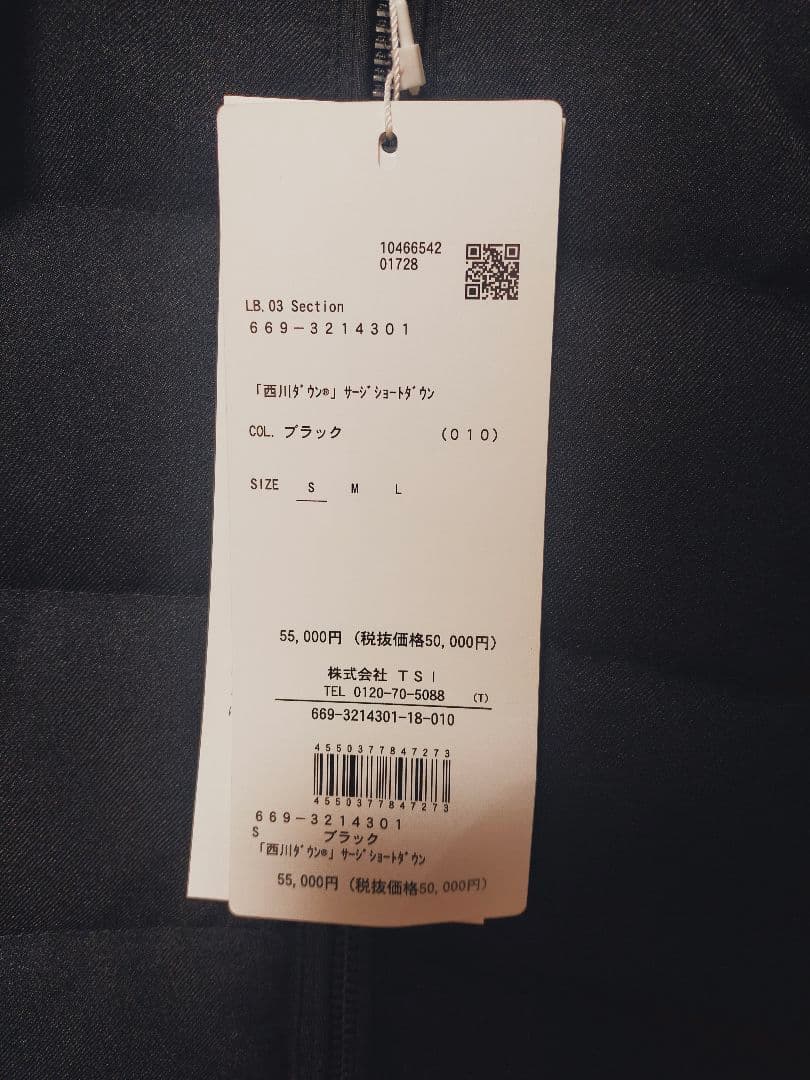 10466542
01728
LB.03 Section
669-3214301
「西川ﾀﾞｳﾝ®」ｻｰｼﾞｼｮｰﾄﾀﾞｳﾝ
COL. ブラック (010)
SIZE S M L
55,000円 (税抜価格50,000円)
株式会社 TSI
TEL 0120-70-5088 (T)
669-3214301-18-010
4550377847273
4550377847273
669-3214301
S ブラック
「西川ﾀﾞｳﾝ®」ｻｰｼﾞｼｮｰﾄﾀﾞｳﾝ
55,000円 (税抜価格50,000円)